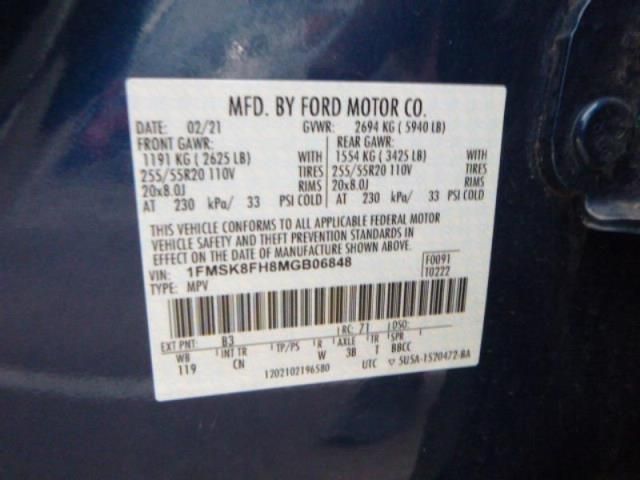 MFD. BY FORD MOTOR CO.
DATE: 02/21 GVWR: 2694 KG ( 5940 LB)
FRONT GAWR: REAR GAWR:
1191 KG ( 2625 LB) WITH 1554 KG ( 3425 LB) WITH
255/55R20 110V TIRES 255/55R20 110V TIRES
20x8.0J RIMS 20x8.0J RIMS
AT 230 kPa/ 33 PSI COLD AT 230 kPa/ 33 PSI COLD
THIS VEHICLE CONFORMS TO ALL APPLICABLE FEDERAL MOTOR
VEHICLE SAFETY AND THEFT PREVENTION STANDARDS IN
EFFECT ON THE DATE OF MANUFACTURE SHOWN ABOVE.
VIN: 1FMSK8FH8MGB06848 F0091
TYPE: MPV T0222
EXT PNT: B3 RC: 71 DSO:
WB INT TR TP/PS R AXLE TR SPR
119 CN W 3B T BBCC
1202102196580 UTC ▽ 5U5A-1520472-BA